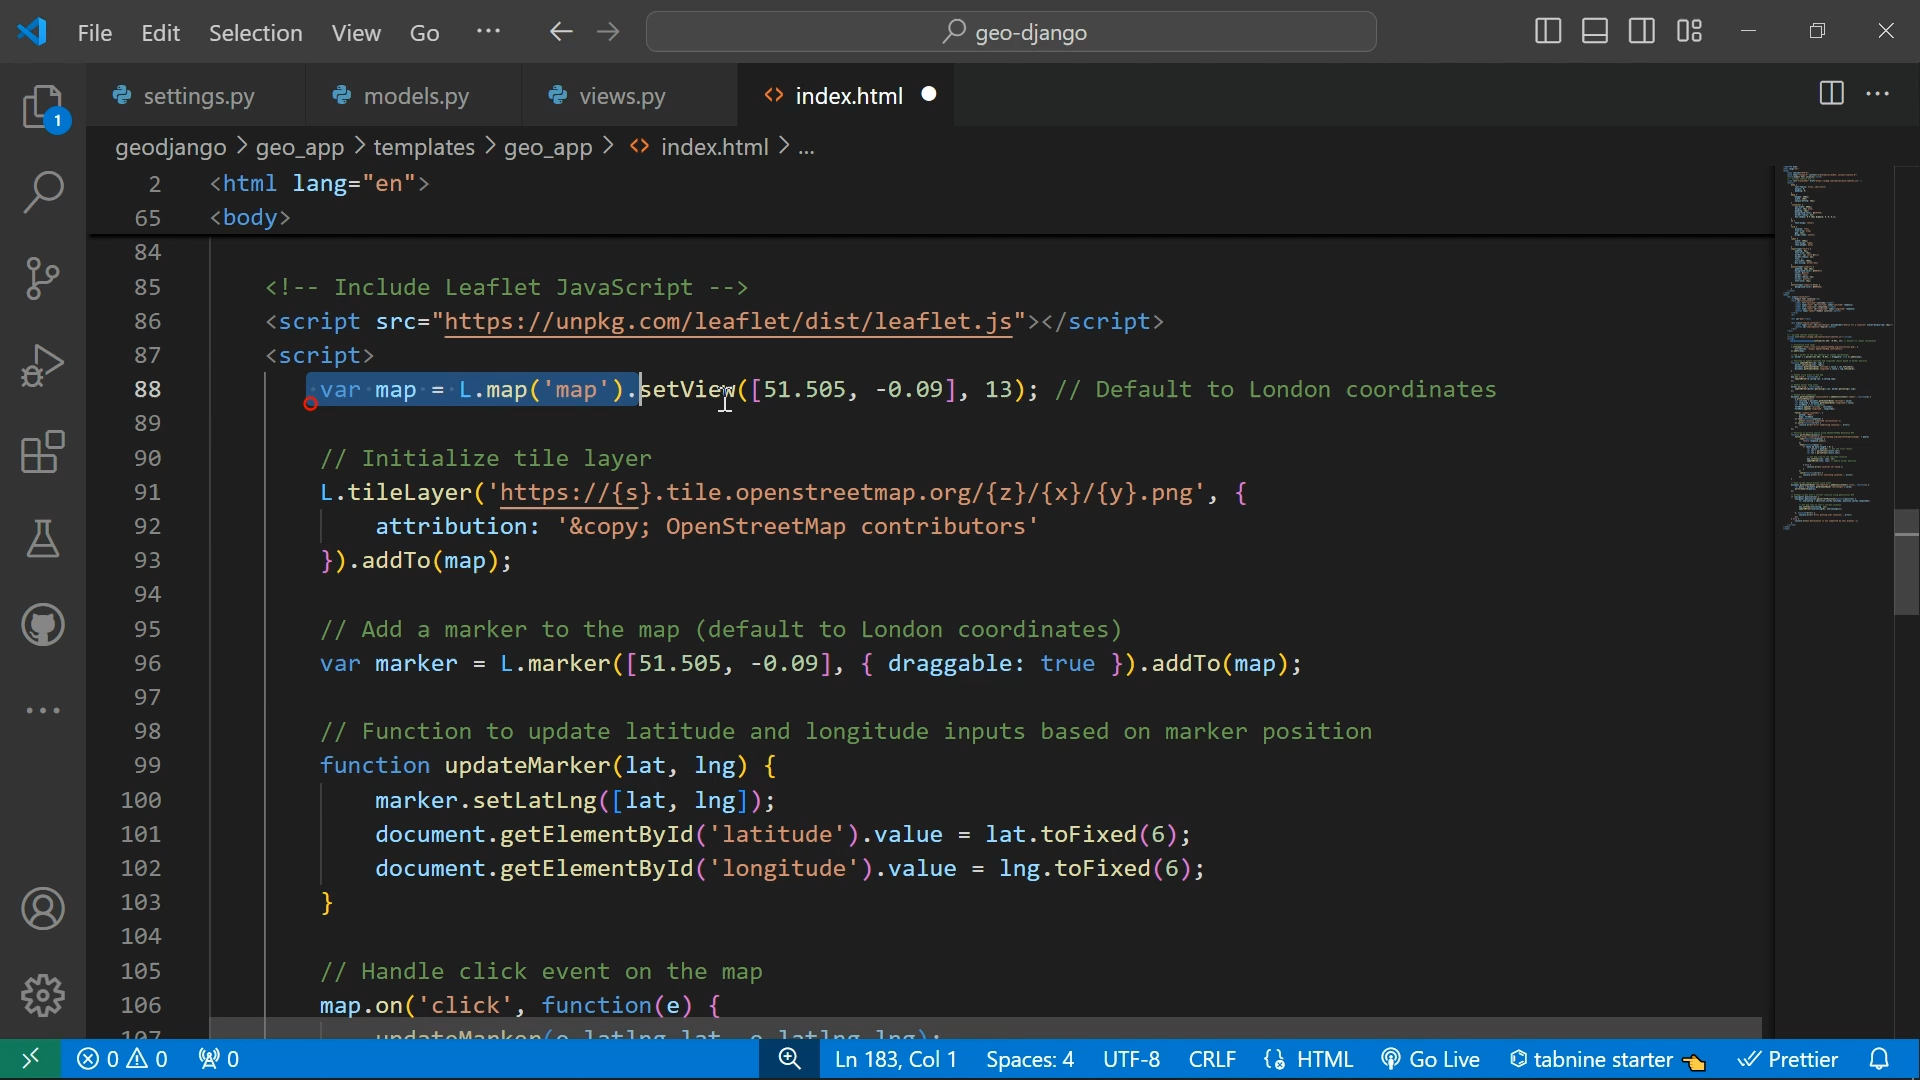 File Edit Selection View Go ··· geo-django
settings.py models.py views.py index.html
1
geodjango > geo_app > templates > geo_app > index.html > ...
2 <html lang="en">
65 <body>
84
85 <!-- Include Leaflet JavaScript -->
86 <script src="https://unpkg.com/leaflet/dist/leaflet.js"></script>
87 <script>
88 var map = L.map('map').setView([51.505, -0.09], 13); // Default to London coordinates
89
90 // Initialize tile layer
91 L.tileLayer('https://{s}.tile.openstreetmap.org/{z}/{x}/{y}.png', {
92 attribution: '&copy; OpenStreetMap contributors'
93 }).addTo(map);
94
95 // Add a marker to the map (default to London coordinates)
96 var marker = L.marker([51.505, -0.09], { draggable: true }).addTo(map);
97
98 // Function to update latitude and longitude inputs based on marker position
99 function updateMarker(lat, lng) {
100 marker.setLatLng([lat, lng]);
101 document.getElementById('latitude').value = lat.toFixed(6);
102 document.getElementById('longitude').value = lng.toFixed(6);
103 }
104
105 // Handle click event on the map
106 map.on('click', function(e) {
107 updateMarker(e.latlng.lat, e.latlng.lng);
0 0 0 Ln 183, Col 1 Spaces: 4 UTF-8 CRLF HTML Go Live tabnine starter Prettier